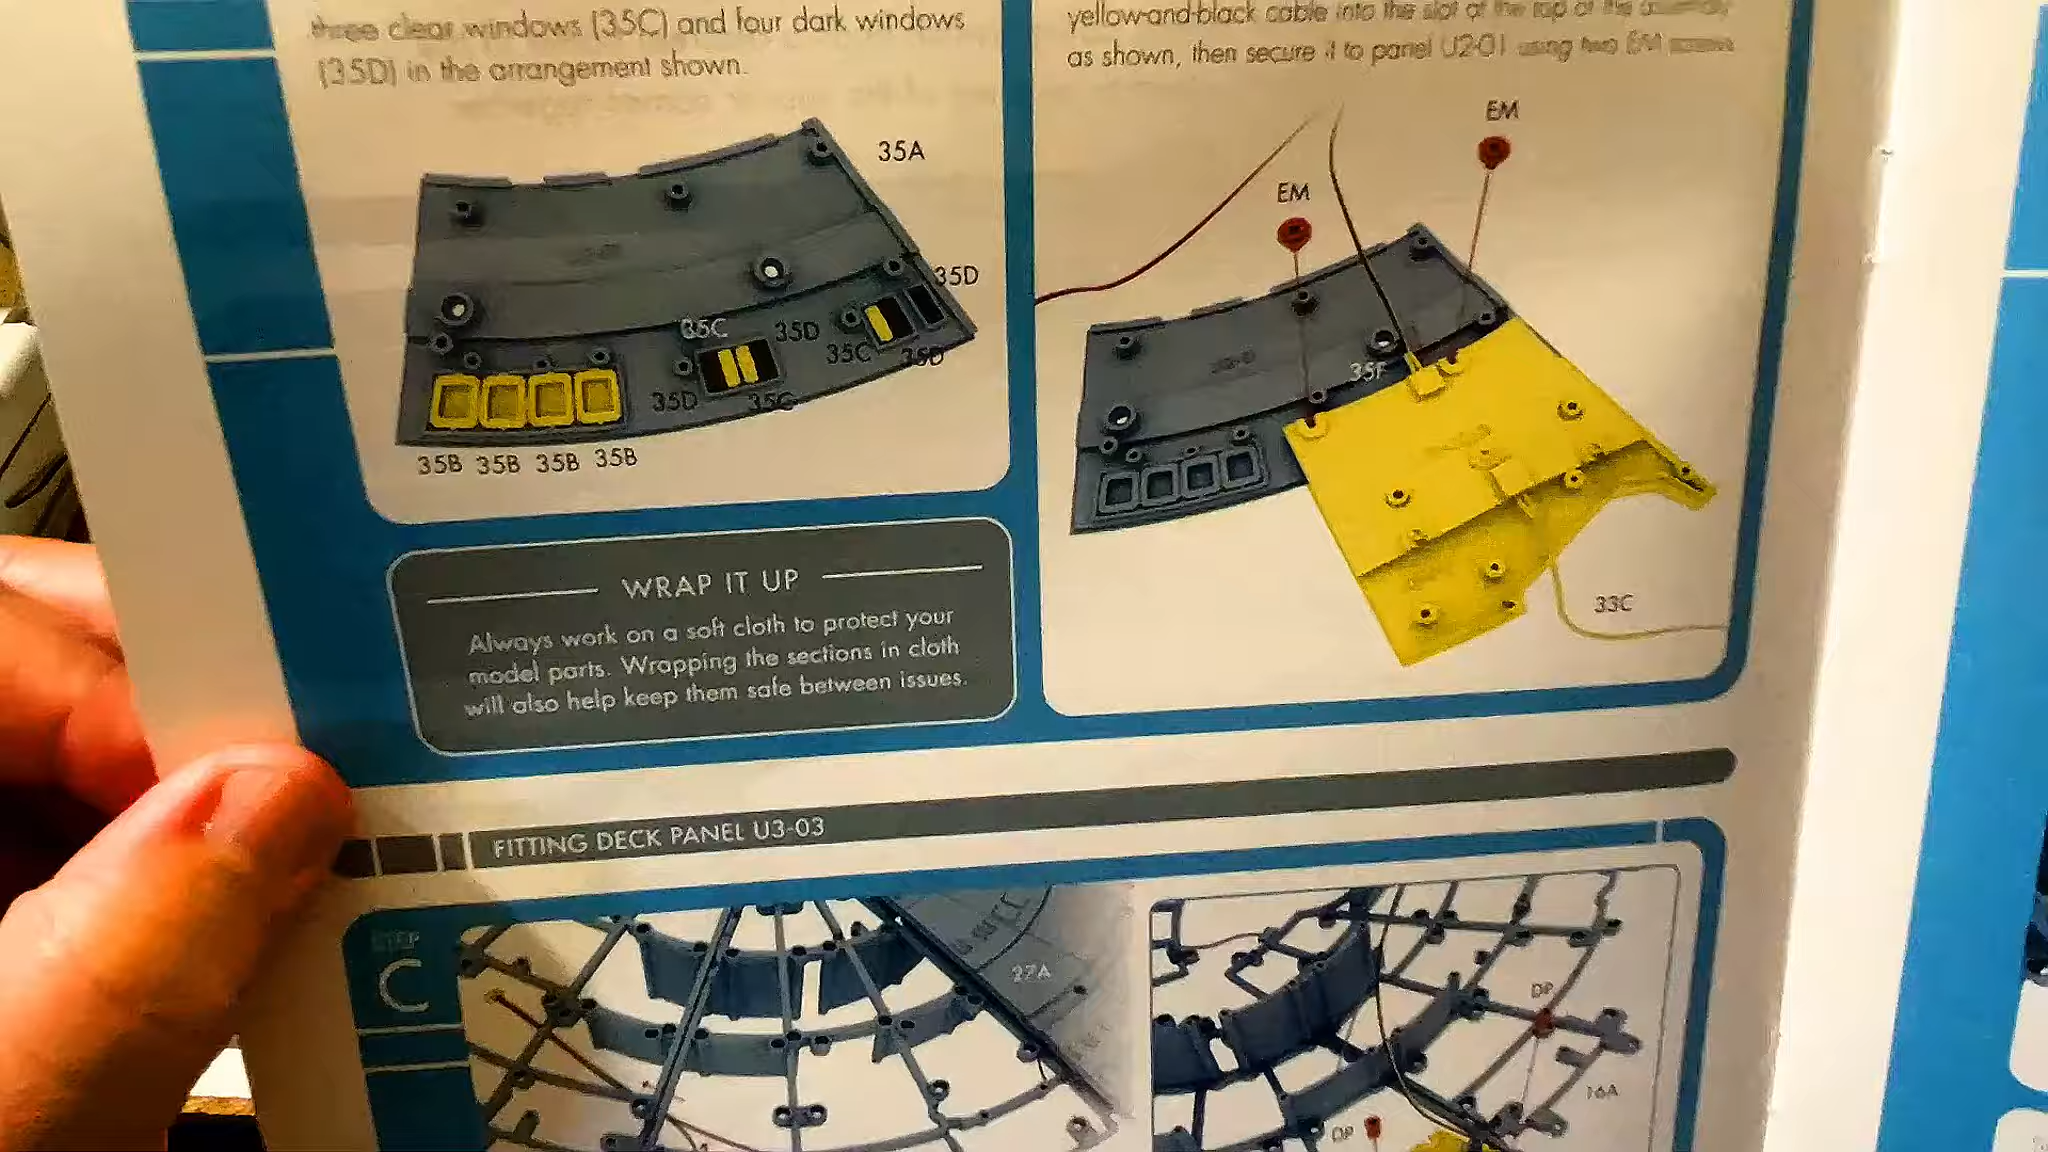 three clear windows (35C) and four dark windows
(35D) in the arrangement shown.
35A
35D
35C
35D
35C
35D
35D
35C
35B 35B 35B 35B
WRAP IT UP
Always work on a soft cloth to protect your
model parts. Wrapping the sections in cloth
will also help keep them safe between issues.
yellow-and-black cable into the slot at the top of the assembly
as shown, then secure it to panel U2-01 using two EM screws
EM
EM
35F
33C
FITTING DECK PANEL U3-03
STEP
C
27A
DP
16A
DP